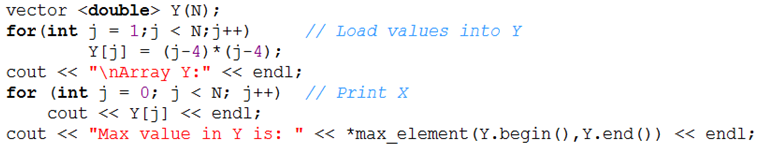 vector <double> Y(N);
for(int j = 1;j < N;j++) // Load values into Y
Y[j] = (j-4)*(j-4);
cout << "\nArray Y:" << endl;
for (int j = 0; j < N; j++) // Print X
cout << Y[j] << endl;
cout << "Max value in Y is: " << *max_element(Y.begin(),Y.end()) << endl;